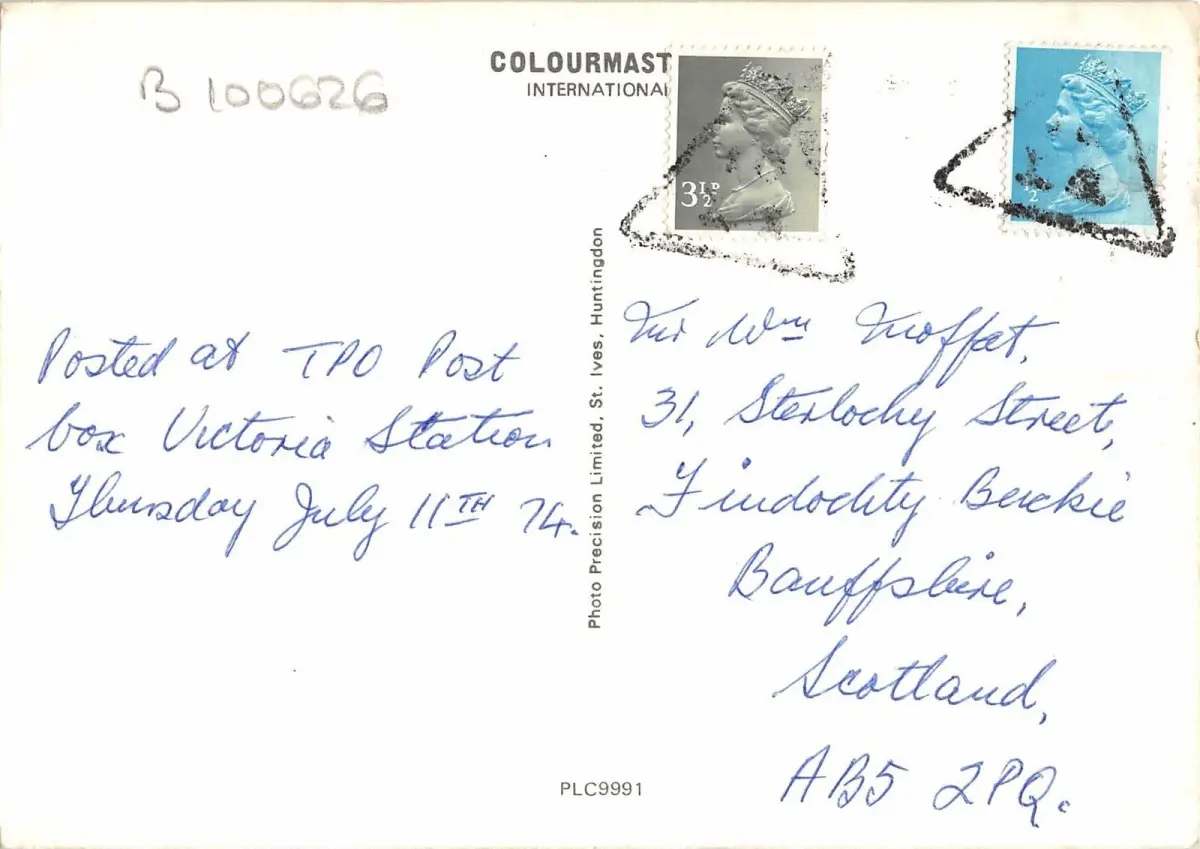 B 100626
COLOURMAST
INTERNATIONAL
3½P
½
Posted at TPO Post
box Victoria Station
Thursday July 11TH 74.
Photo Precision Limited, St. Ives, Huntingdon
Mr Wm Moffat,
31, Sterlochy Street,
Findochty Buckie
Banffshire,
Scotland,
AB5 2PQ.
PLC9991